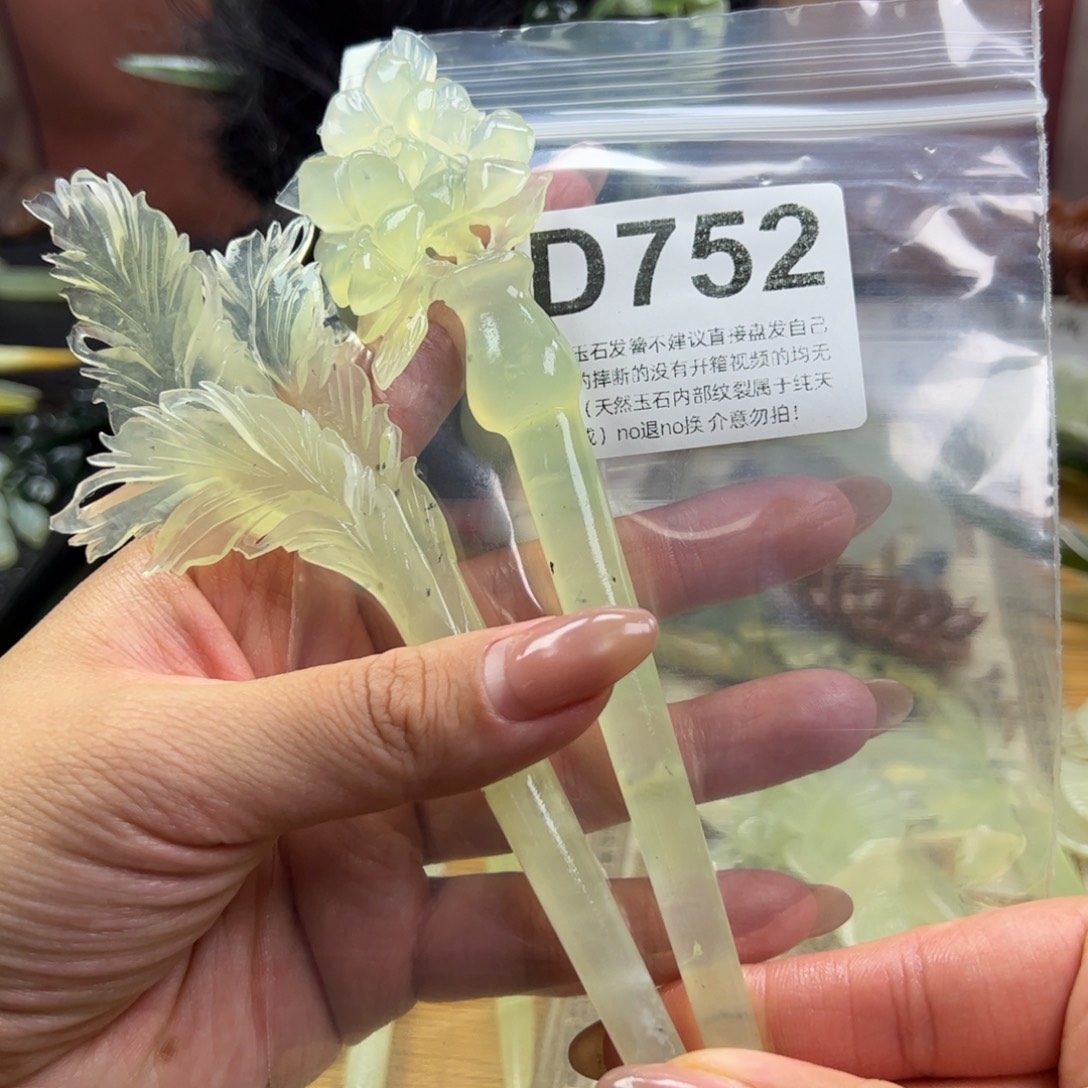 D752
玉石发簪不建议直接盘发自己
的摔断的没有开箱视频的均无
（天然玉石内部纹裂属于纯天
成）no退no换 介意勿拍！